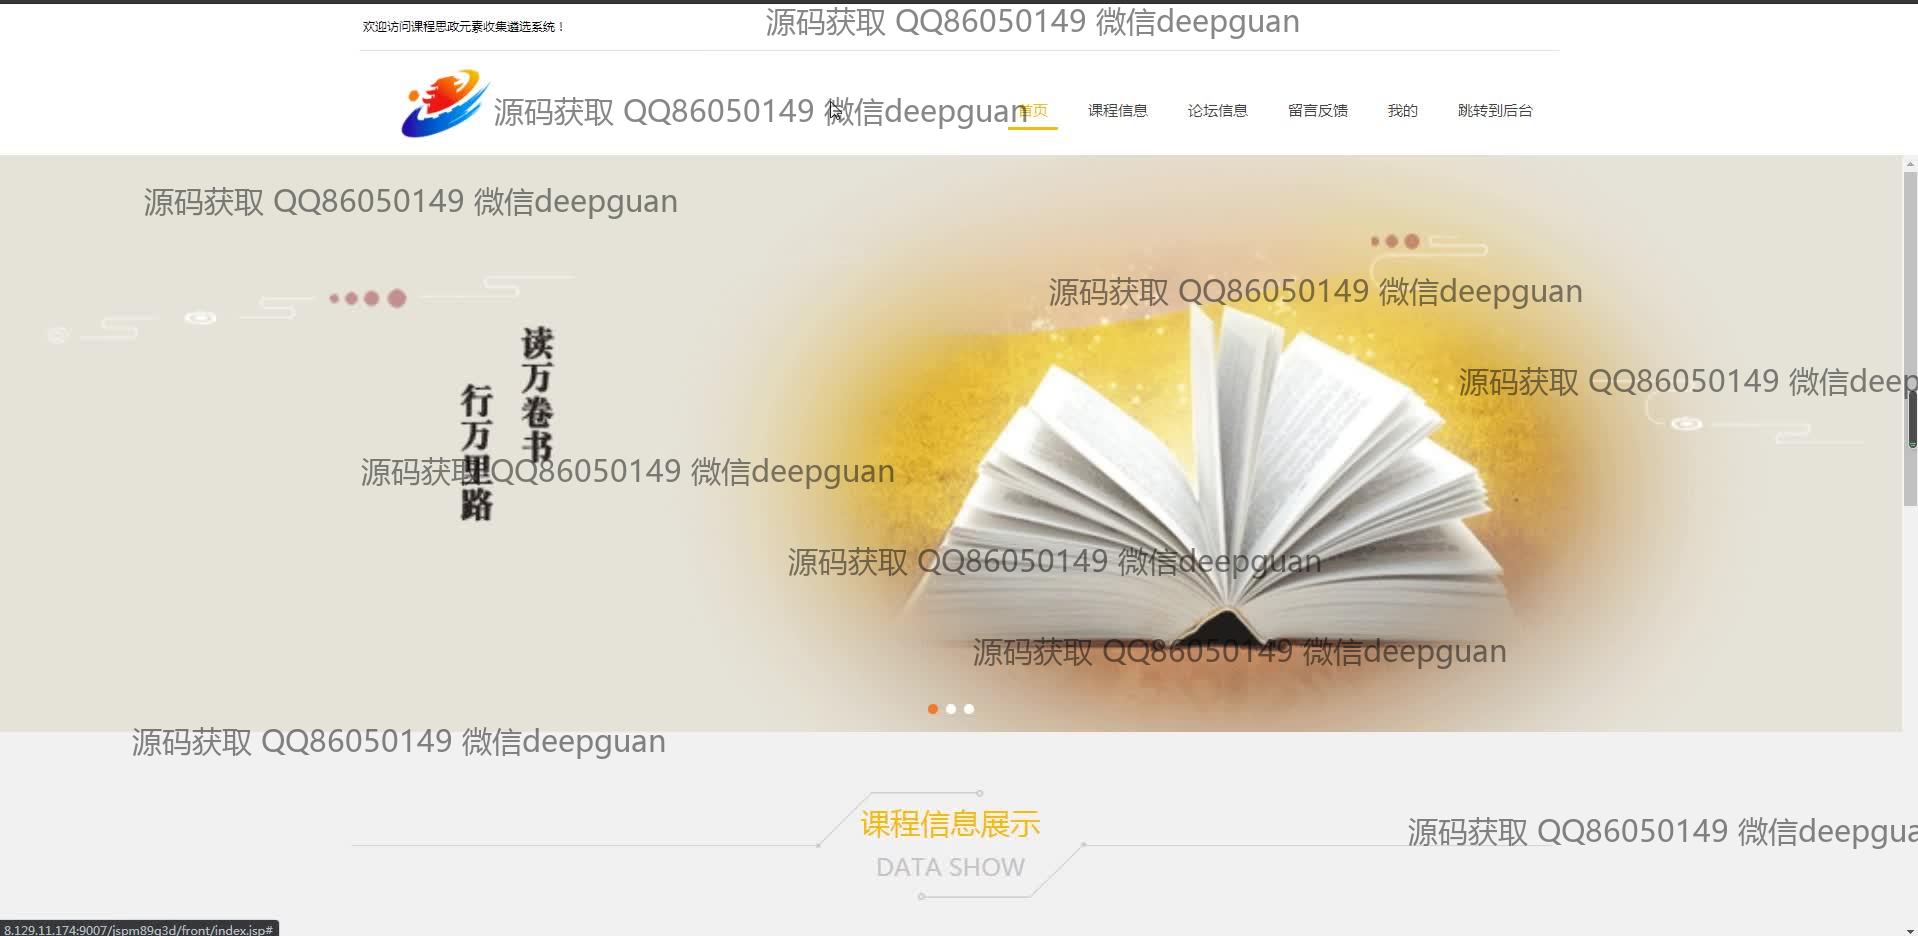 欢迎访问课程思政元素收集遴选系统！
源码获取 QQ86050149 微信deepguan
源码获取 QQ86050149 微信deepguan
首页
课程信息
论坛信息
留言反馈
我的
跳转到后台
源码获取 QQ86050149 微信deepguan
源码获取 QQ86050149 微信deepguan
读万卷书
行万里路
源码获取 QQ86050149 微信deep
源码获取 QQ86050149 微信deepguan
源码获取 QQ86050149 微信deepguan
源码获取 QQ86050149 微信deepguan
源码获取 QQ86050149 微信deepguan
课程信息展示
源码获取 QQ86050149 微信deepgua
DATA SHOW
8.129.11.174:9007/jspm89q3d/front/index.jsp#